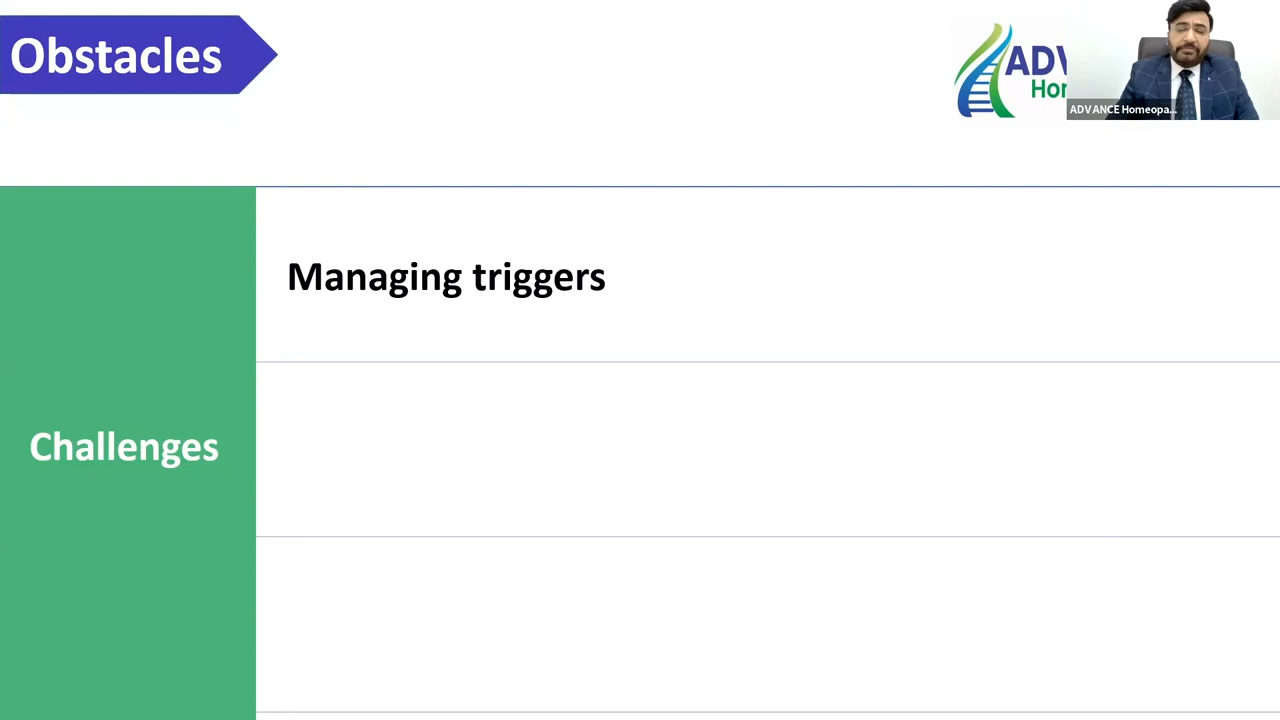 Obstacles
ADV
Hor
ADVANCE Homeopa...
Managing triggers
Challenges